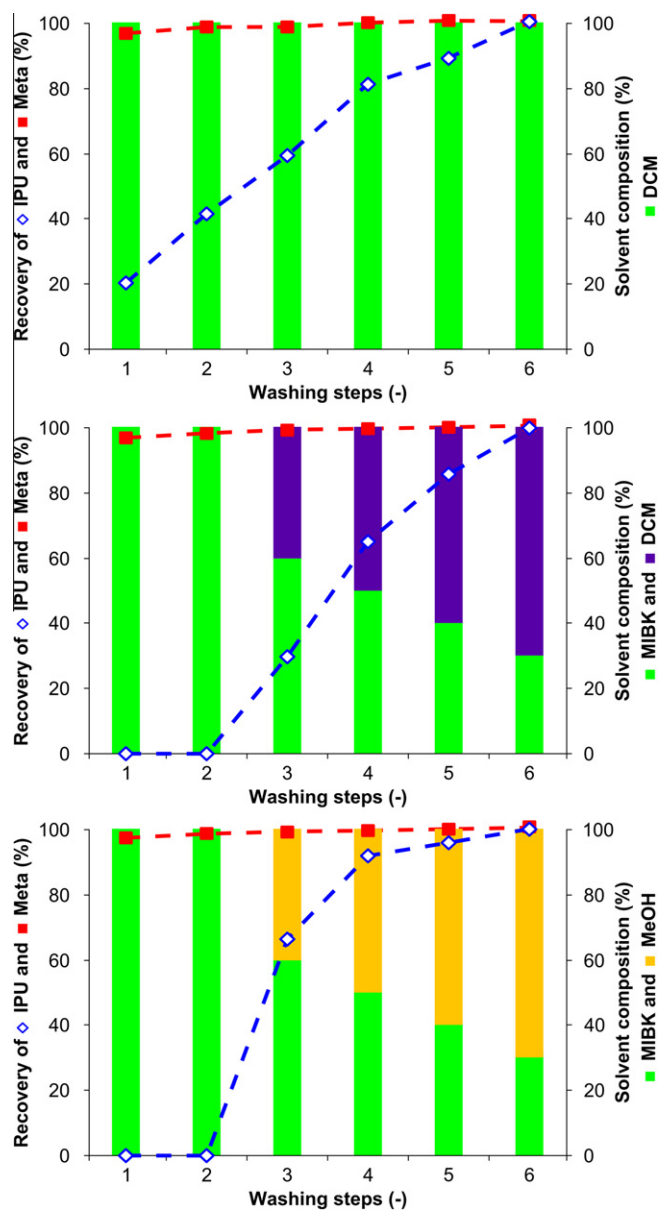 Recovery of ◇ IPU and ■ Meta (%)
100
80
60
40
20
0
1 2 3 4 5 6
Washing steps (-)
100
80
60
40
20
0
Solvent composition (%)
■ DCM
Recovery of ◇ IPU and ■ Meta (%)
100
80
60
40
20
0
1 2 3 4 5 6
Washing steps (-)
100
80
60
40
20
0
Solvent composition (%)
■ MIBK and ■ DCM
Recovery of ◇ IPU and ■ Meta (%)
100
80
60
40
20
0
1 2 3 4 5 6
Washing steps (-)
100
80
60
40
20
0
Solvent composition (%)
■ MIBK and ■ MeOH